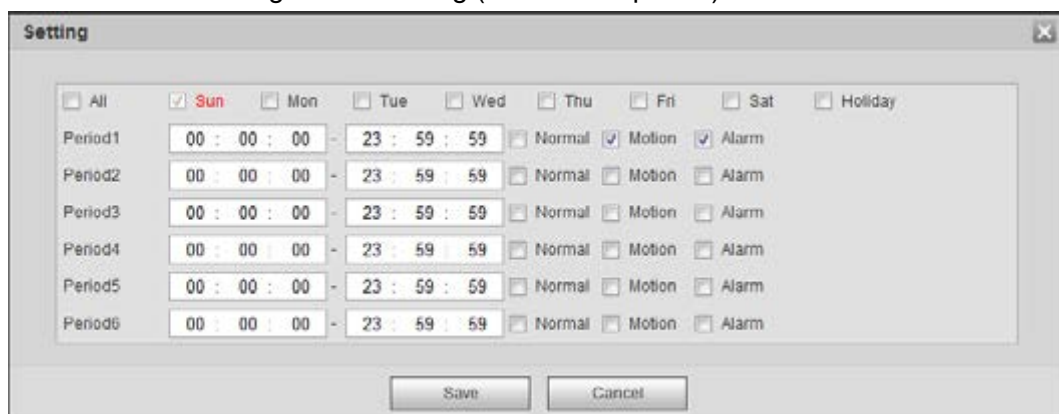 Setting
All Sun Mon Tue Wed Thu Fri Sat Holiday
Period1 00 : 00 : 00 - 23 : 59 : 59 Normal Motion Alarm
Period2 00 : 00 : 00 - 23 : 59 : 59 Normal Motion Alarm
Period3 00 : 00 : 00 - 23 : 59 : 59 Normal Motion Alarm
Period4 00 : 00 : 00 - 23 : 59 : 59 Normal Motion Alarm
Period5 00 : 00 : 00 - 23 : 59 : 59 Normal Motion Alarm
Period6 00 : 00 : 00 - 23 : 59 : 59 Normal Motion Alarm
Save Cancel